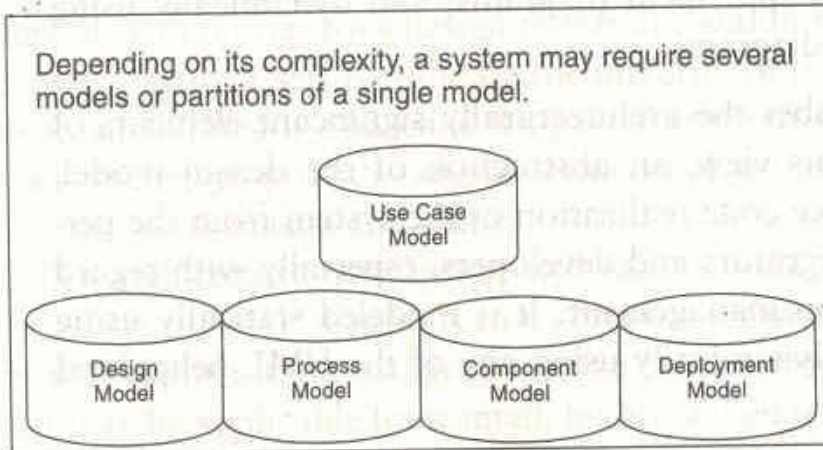 Depending on its complexity, a system may require several
models or partitions of a single model.
Use Case
Model
Design
Model
Process
Model
Component
Model
Deployment
Model